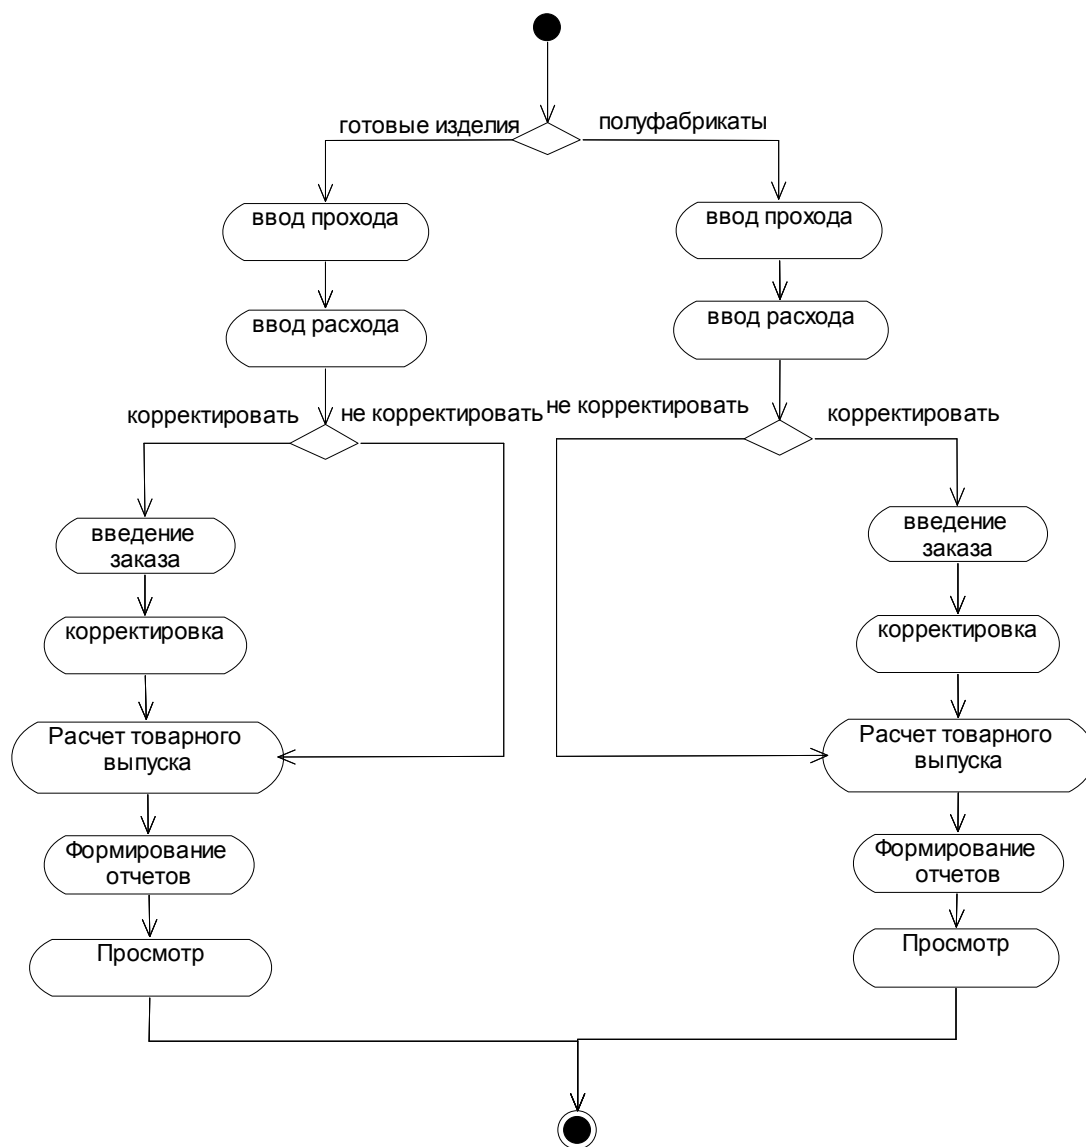 готовые изделия
полуфабрикаты
ввод прохода
ввод прохода
ввод расхода
ввод расхода
корректировать
не корректировать
не корректировать
корректировать
введение
заказа
введение
заказа
корректировка
корректировка
Расчет товарного
выпуска
Расчет товарного
выпуска
Формирование
отчетов
Формирование
отчетов
Просмотр
Просмотр